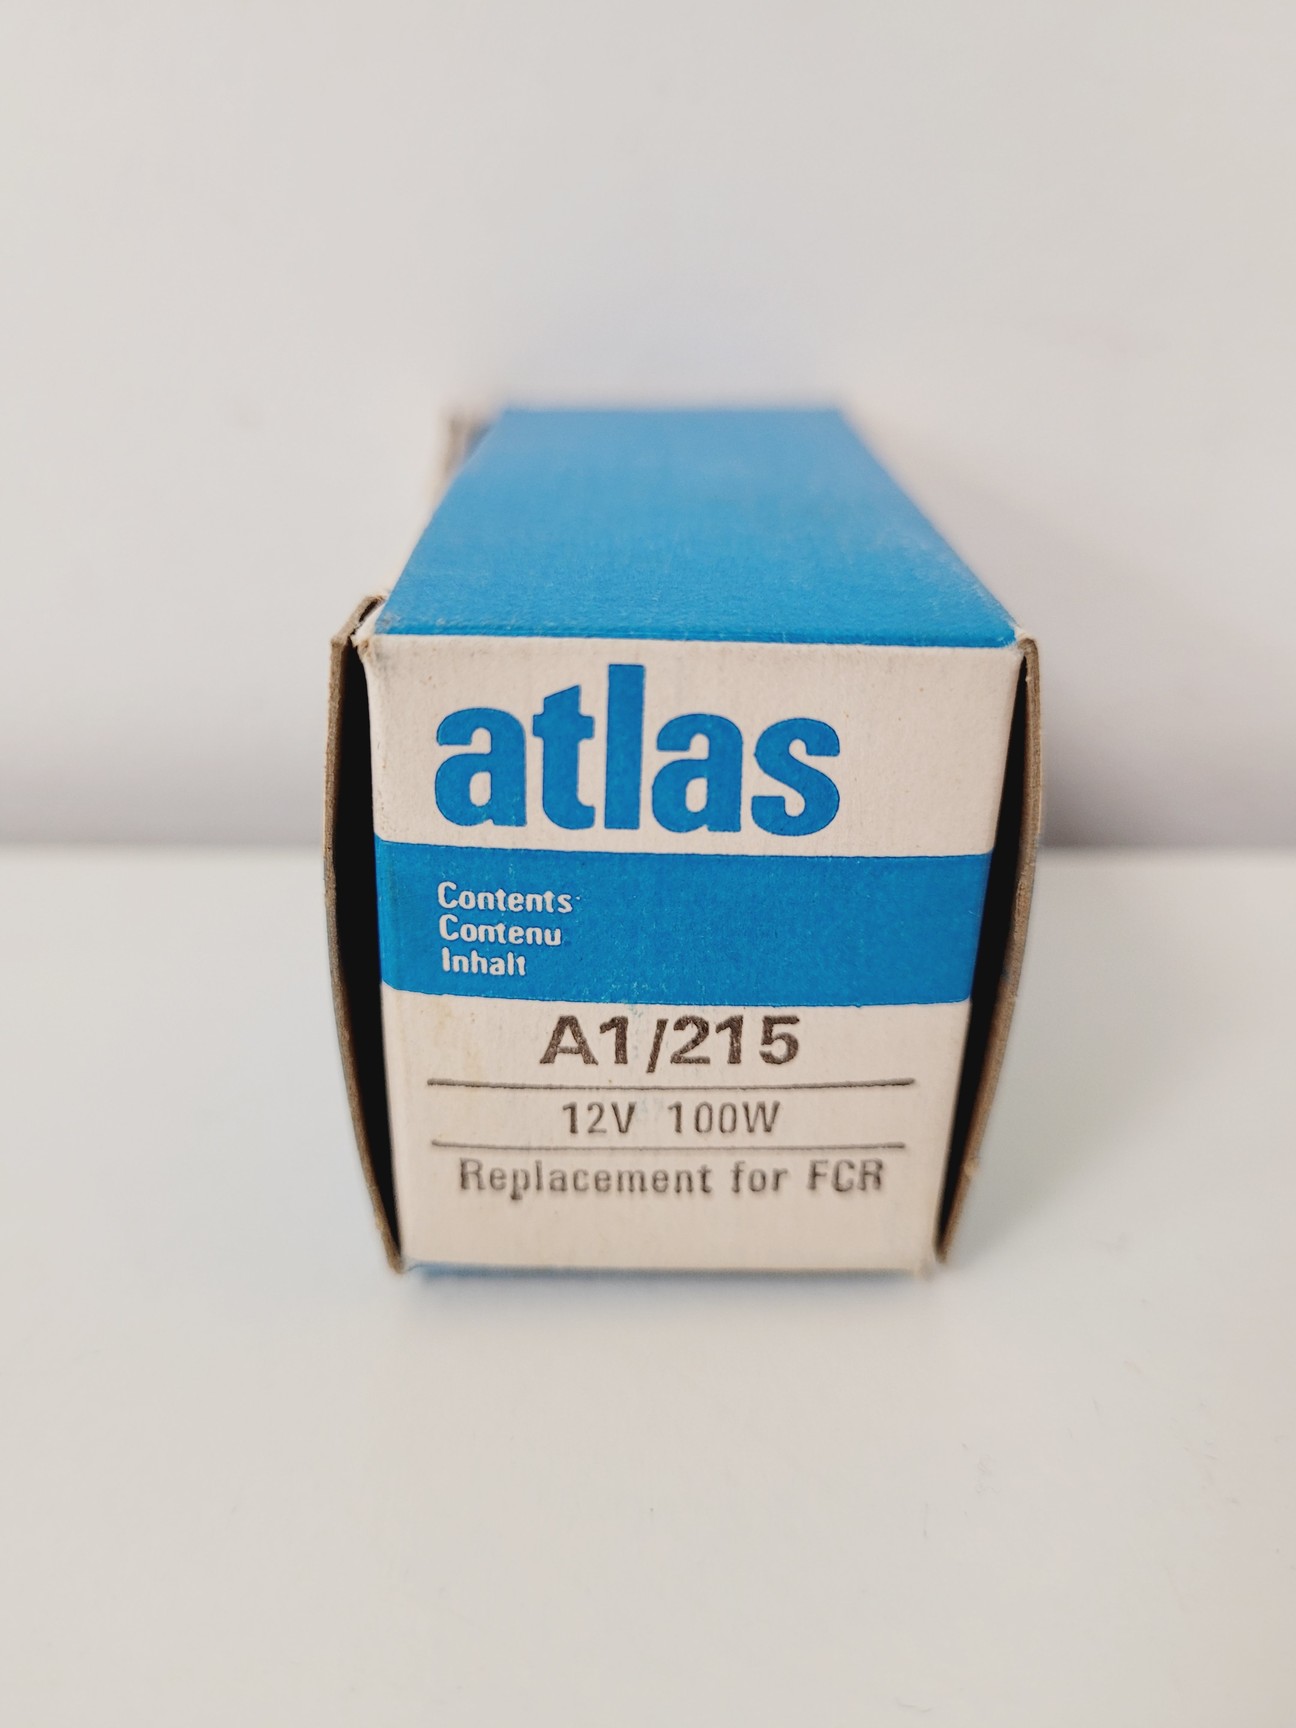 atlas
Contents
Contenu
Inhalt
A1/215
12V 100W
Replacement for FCR